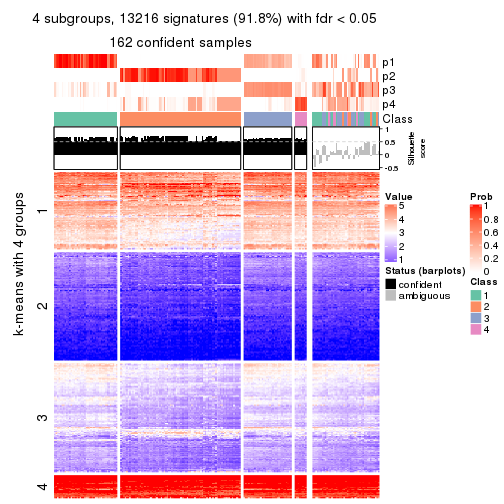 4 subgroups, 13216 signatures (91.8%) with fdr < 0.05
162 confident samples
p1
p2
p3
p4
Class
1
0.5
0
-0.5
Silhouette
score
k-means with 4 groups
1
2
3
4
Value
5
4
3
2
1
Status (barplots)
confident
ambiguous
Prob
1
0.8
0.6
0.4
0.2
0
Class
1
2
3
4